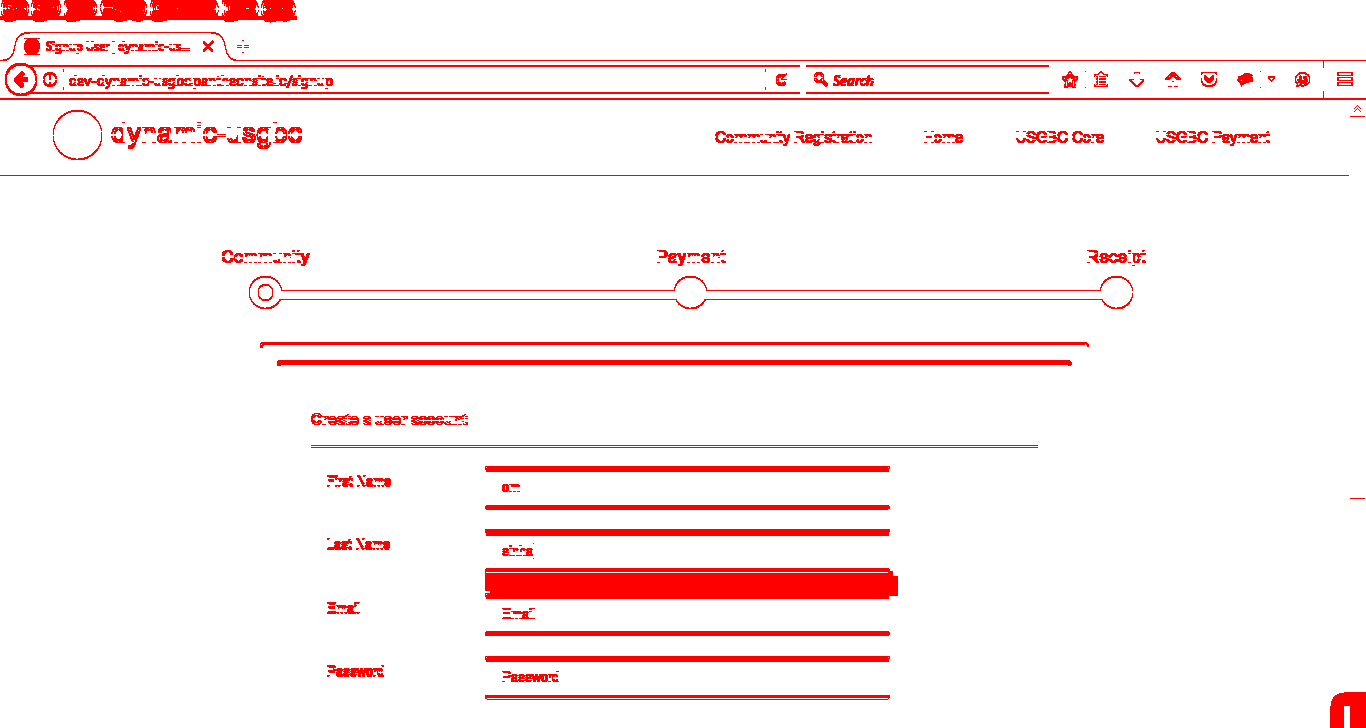 Signup User | dynamic-us...
dev-dynamic-usgbc.pantheonsite.io/signup
Search
dynamic-usgbc
Community Registration Home USGBC Core USGBC Payment
Community Payment Receipt
Create a user account
First Name
om
Last Name
Email
Email
Password
Password